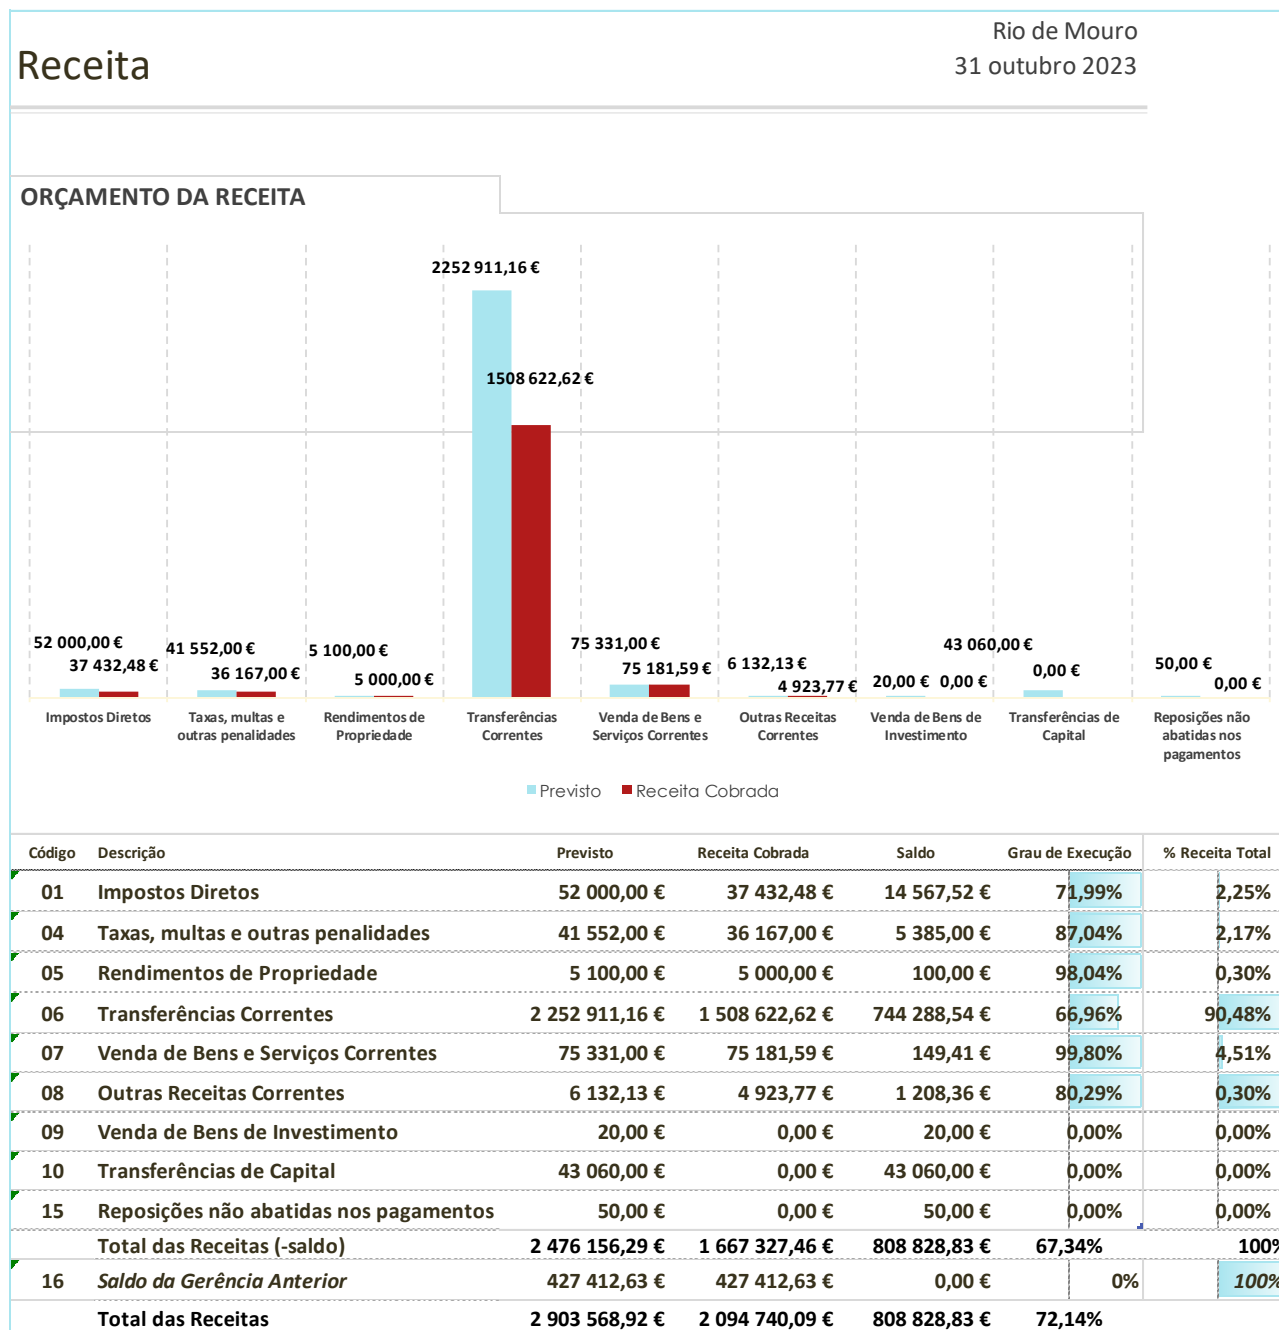 Rio de Mouro
Receita
31 outubro 2023
ORÇAMENTO DA RECEITA
2252 911,16 €
1508 622,62 €
52 000,00 €
37 432,48 €
41 552,00 €
36 167,00 €
5 100,00 €
5 000,00 €
75 331,00 €
75 181,59 €
6 132,13 €
4 923,77 €
20,00 €
0,00 €
43 060,00 €
0,00 €
50,00 €
0,00 €
Impostos Diretos
Taxas, multas e
outras penalidades
Rendimentos de
Propriedade
Transferências
Correntes
Venda de Bens e
Serviços Correntes
Outras Receitas
Correntes
Venda de Bens de
Investimento
Transferências de
Capital
Reposições não
abatidas nos
pagamentos
Previsto Receita Cobrada
Código Descrição Previsto Receita Cobrada Saldo Grau de Execução % Receita Total
01 Impostos Diretos 52 000,00 € 37 432,48 € 14 567,52 € 71,99% 2,25%
04 Taxas, multas e outras penalidades 41 552,00 € 36 167,00 € 5 385,00 € 87,04% 2,17%
05 Rendimentos de Propriedade 5 100,00 € 5 000,00 € 100,00 € 98,04% 0,30%
06 Transferências Correntes 2 252 911,16 € 1 508 622,62 € 744 288,54 € 66,96% 90,48%
07 Venda de Bens e Serviços Correntes 75 331,00 € 75 181,59 € 149,41 € 99,80% 4,51%
08 Outras Receitas Correntes 6 132,13 € 4 923,77 € 1 208,36 € 80,29% 0,30%
09 Venda de Bens de Investimento 20,00 € 0,00 € 20,00 € 0,00% 0,00%
10 Transferências de Capital 43 060,00 € 0,00 € 43 060,00 € 0,00% 0,00%
15 Reposições não abatidas nos pagamentos 50,00 € 0,00 € 50,00 € 0,00% 0,00%
Total das Receitas (-saldo) 2 476 156,29 € 1 667 327,46 € 808 828,83 € 67,34% 100%
16 Saldo da Gerência Anterior 427 412,63 € 427 412,63 € 0,00 € 0% 100%
Total das Receitas 2 903 568,92 € 2 094 740,09 € 808 828,83 € 72,14%